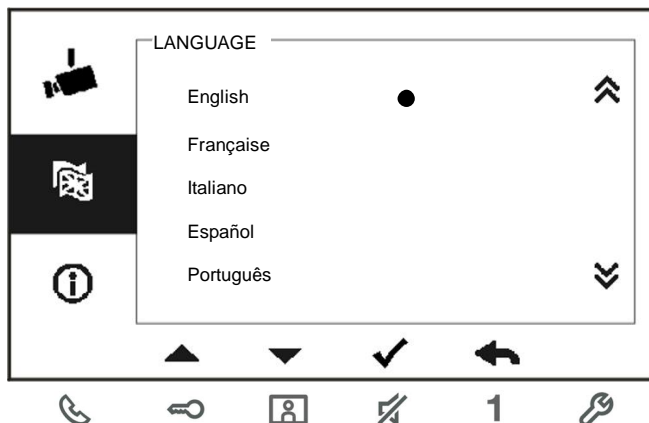 LANGUAGE
English
Française
Italiano
Español
Português
1